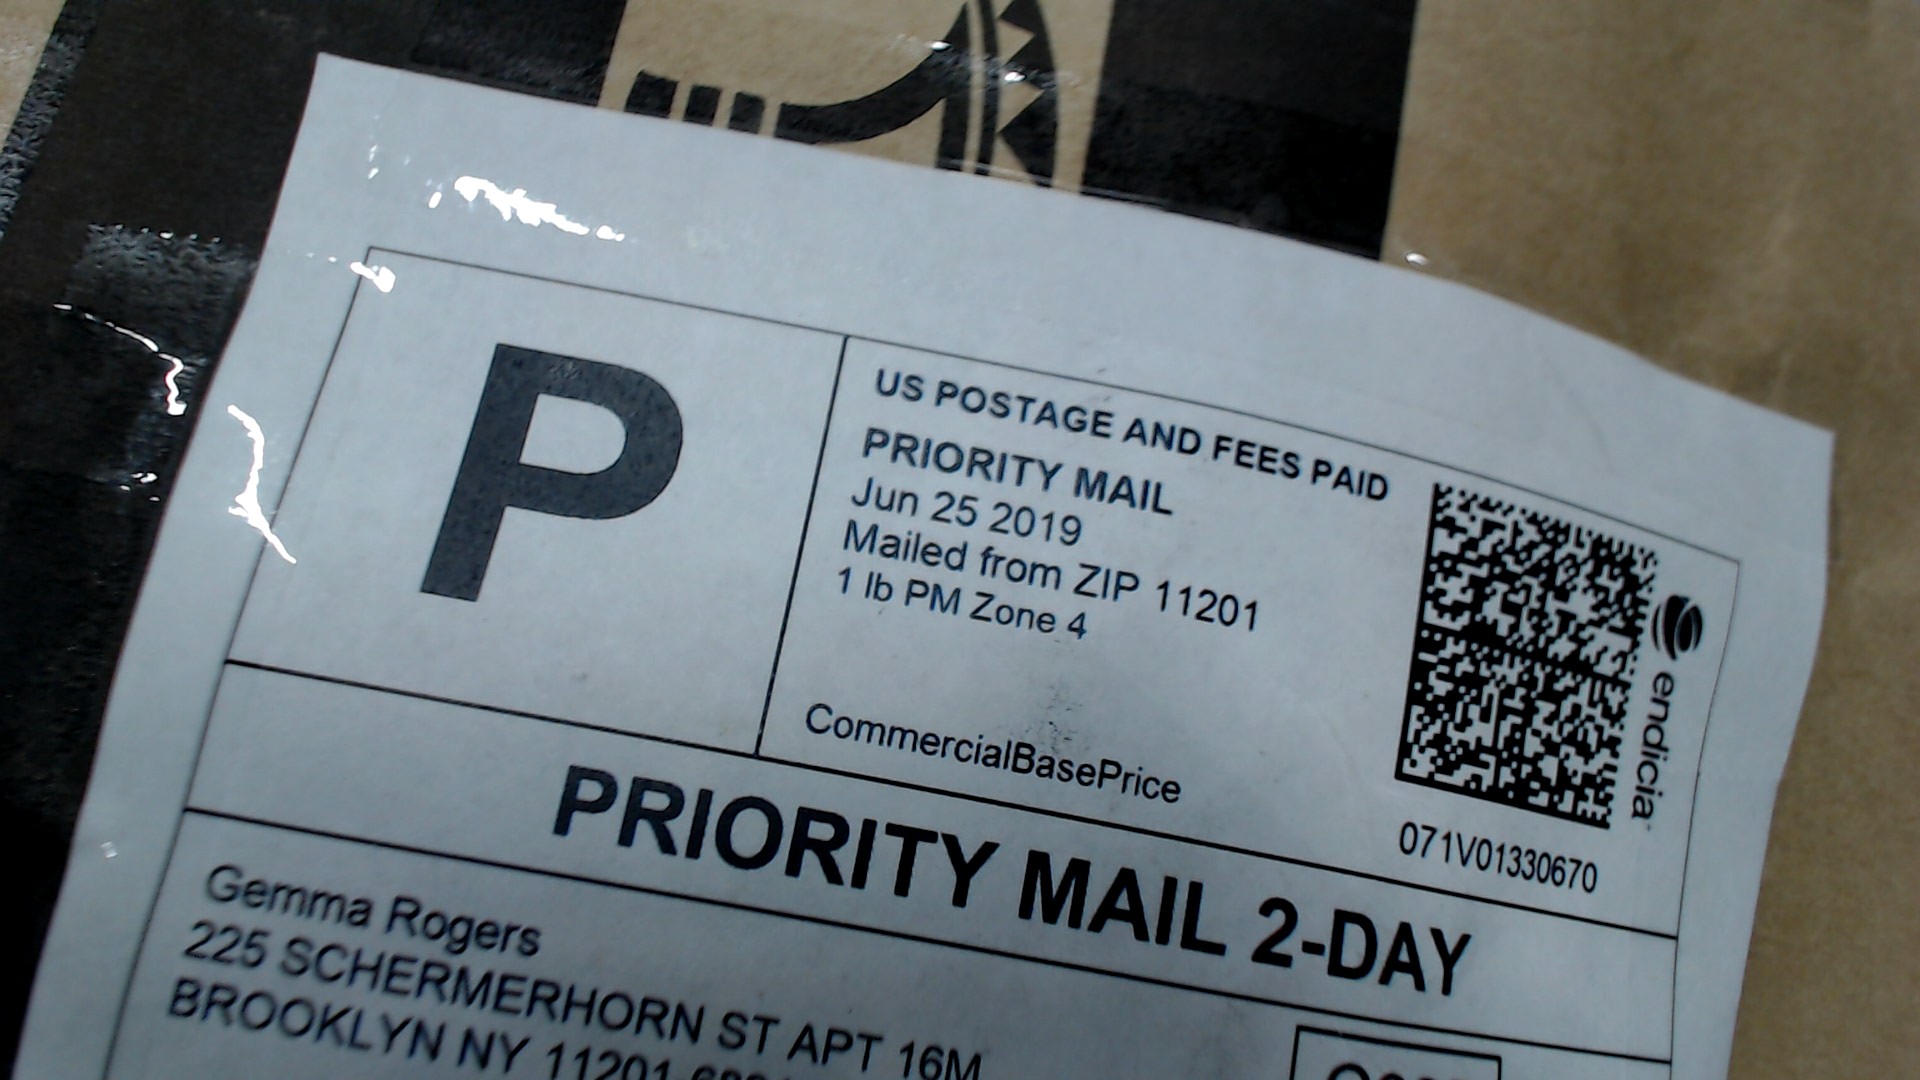 P
US POSTAGE AND FEES PAID
PRIORITY MAIL
Jun 25 2019
Mailed from ZIP 11201
1 lb PM Zone 4
CommercialBasePrice
endicia
071V01330670
PRIORITY MAIL 2-DAY
Gemma Rogers
225 SCHERMERHORN ST APT 16M
BROOKLYN NY 11201